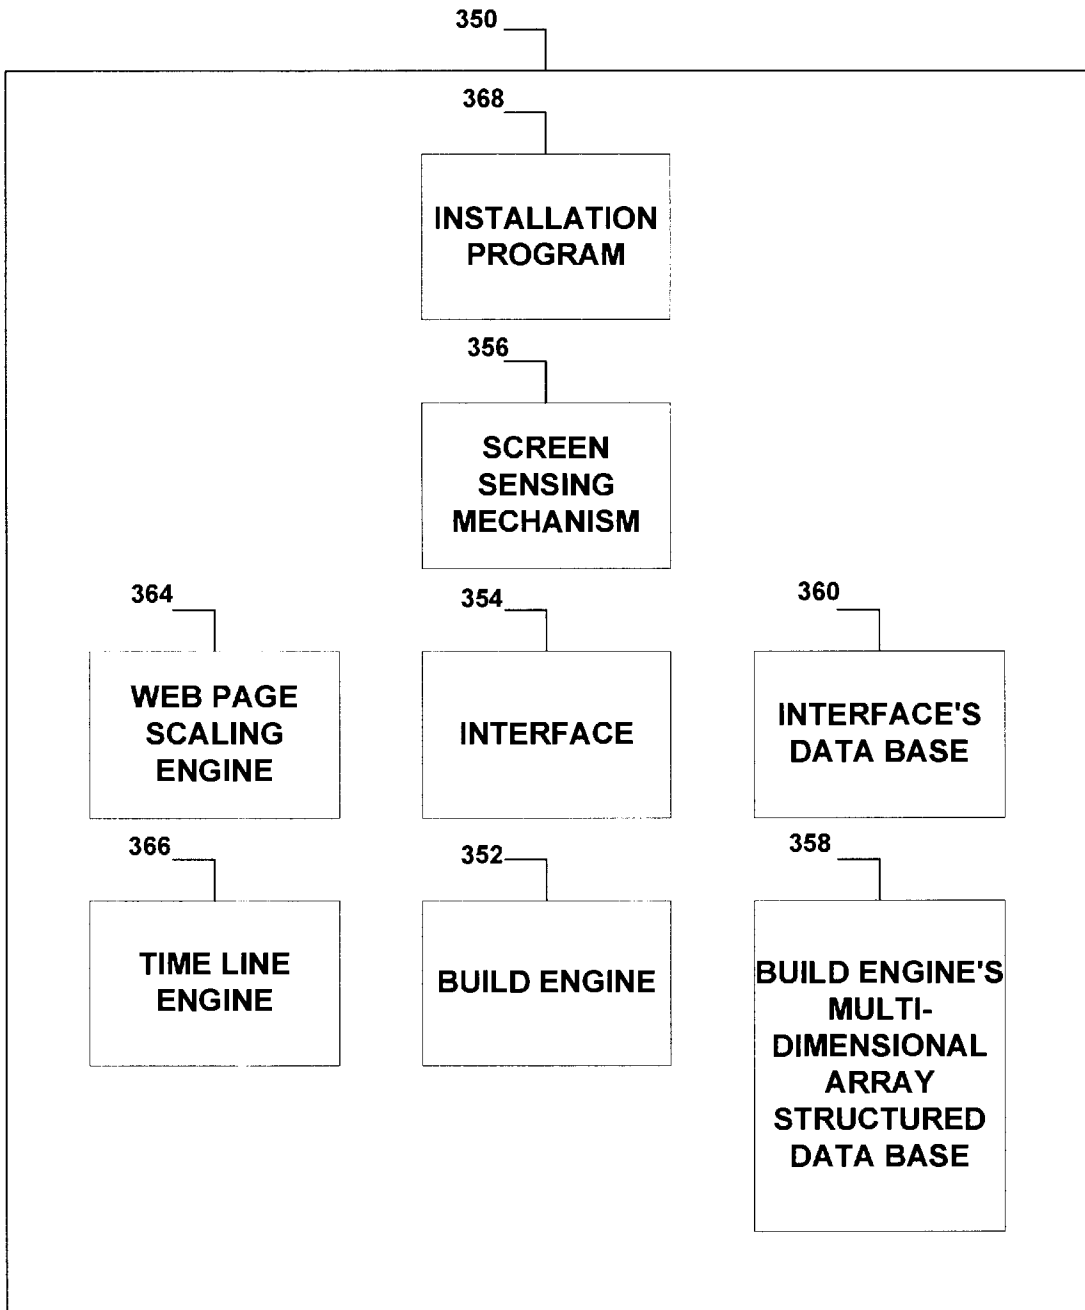 350
368
INSTALLATION
PROGRAM
356
SCREEN
SENSING
MECHANISM
364
WEB PAGE
SCALING
ENGINE
354
INTERFACE
360
INTERFACE'S
DATA BASE
366
TIME LINE
ENGINE
352
BUILD ENGINE
358
BUILD ENGINE'S
MULTI-
DIMENSIONAL
ARRAY
STRUCTURED
DATA BASE